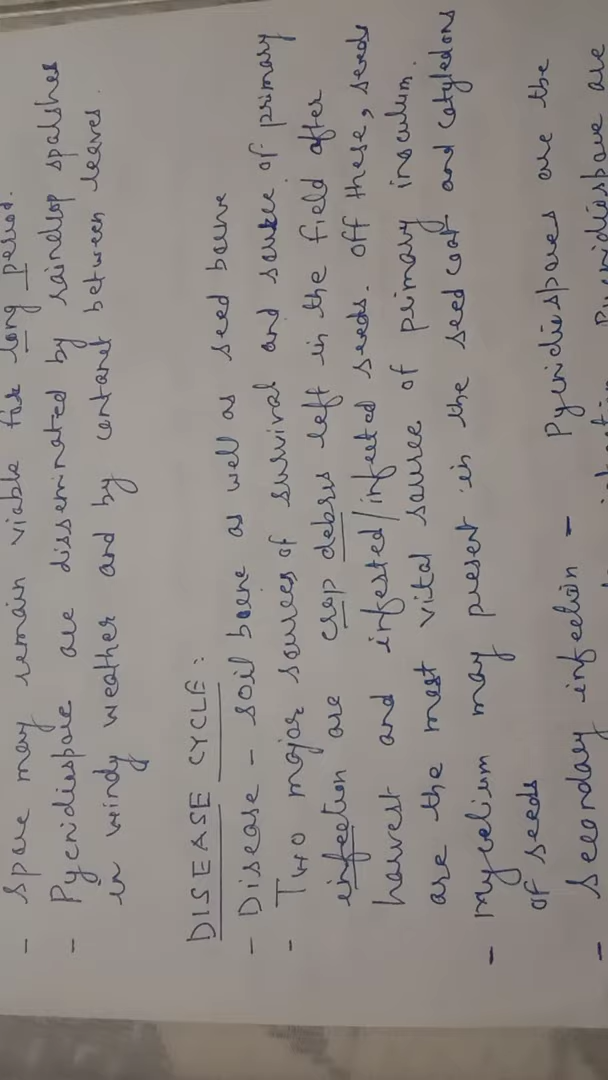 - Spore may remain viable for long period.
- Pycnidiospore are disseminated by raindrop spalshes
in windy weather and by contanct between leaves.
DISEASE CYCLE:
- Disease - soil borne as well as seed borne
- Two major sources of survival and source of primary
infection are crop debris left in the field after
harvest and infested/infected seeds. off these, seeds
are the most vital source of primary inoculum.
- Mycelium may present in the seed coat and cotyledons
of seeds
- Secondary infection - Pycnidiospores are the
Pycnidiospore are